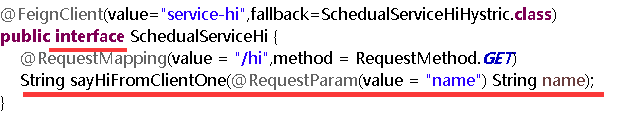 @FeignClient(value="service-hi",fallback=SchedualServiceHiHystric.class)
public interface SchedualServiceHi {
@RequestMapping(value = "/hi",method = RequestMethod.GET)
String sayHiFromClientOne(@RequestParam(value = "name") String name);
}